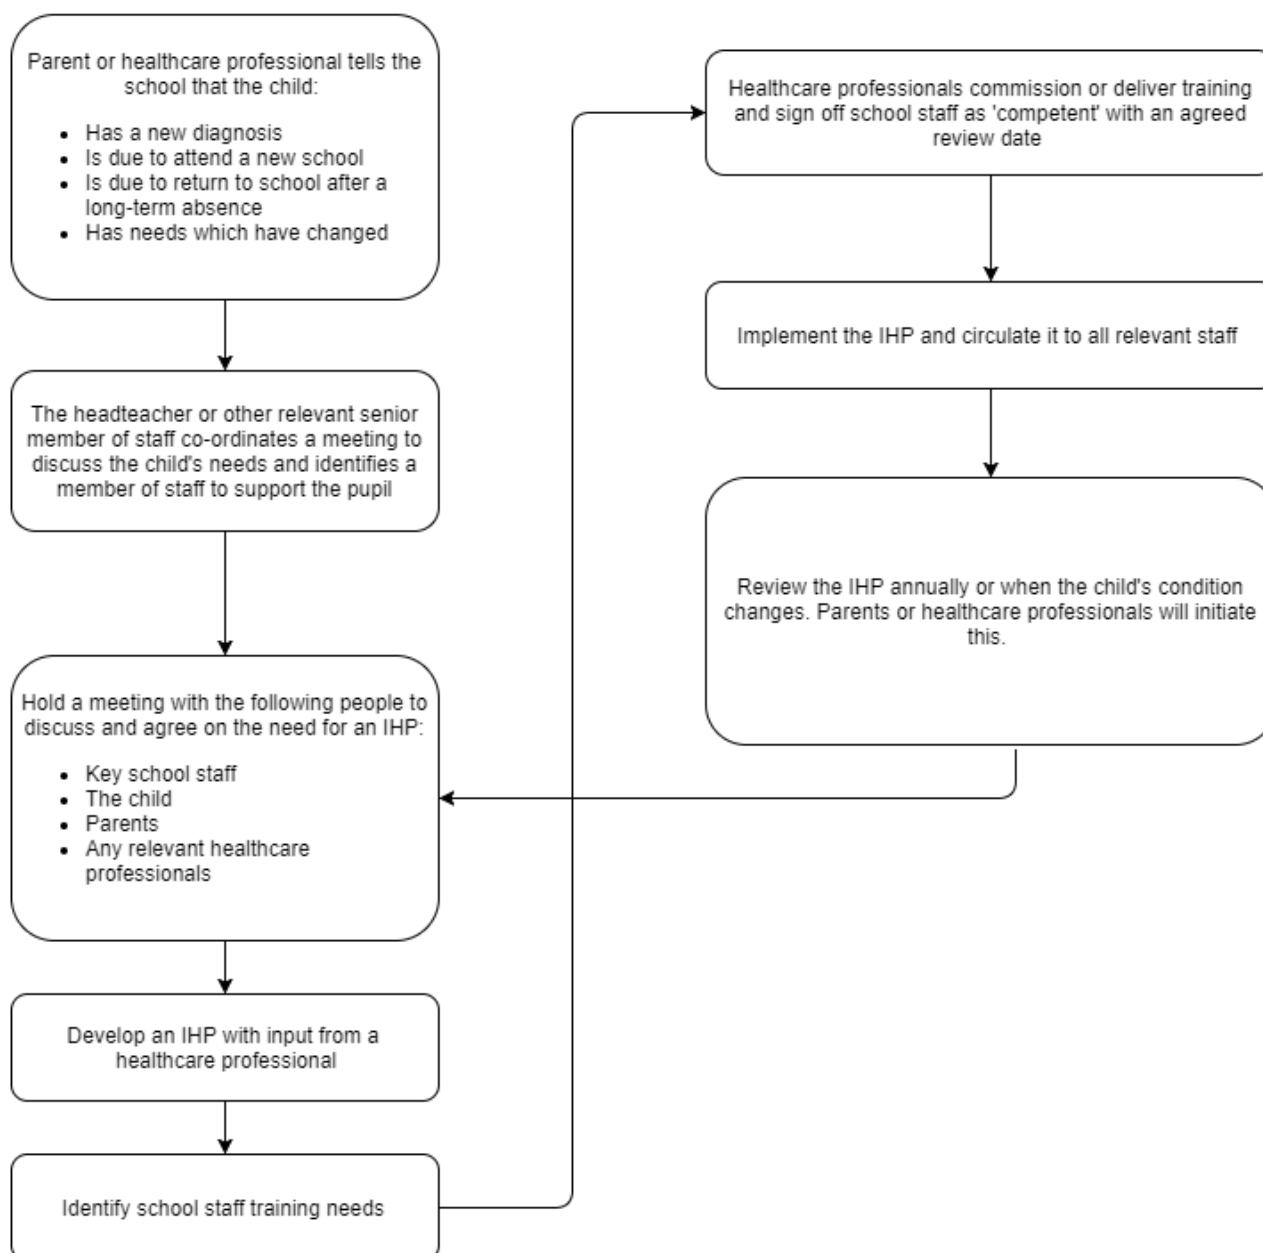 Parent or healthcare professional tells the
school that the child:
• Has a new diagnosis
• Is due to attend a new school
• Is due to return to school after a
long-term absence
• Has needs which have changed
The headteacher or other relevant senior
member of staff co-ordinates a meeting to
discuss the child's needs and identifies a
member of staff to support the pupil
Hold a meeting with the following people to
discuss and agree on the need for an IHP:
• Key school staff
• The child
• Parents
• Any relevant healthcare
professionals
Develop an IHP with input from a
healthcare professional
Identify school staff training needs
Healthcare professionals commission or deliver training
and sign off school staff as 'competent' with an agreed
review date
Implement the IHP and circulate it to all relevant staff
Review the IHP annually or when the child's condition
changes. Parents or healthcare professionals will initiate
this.